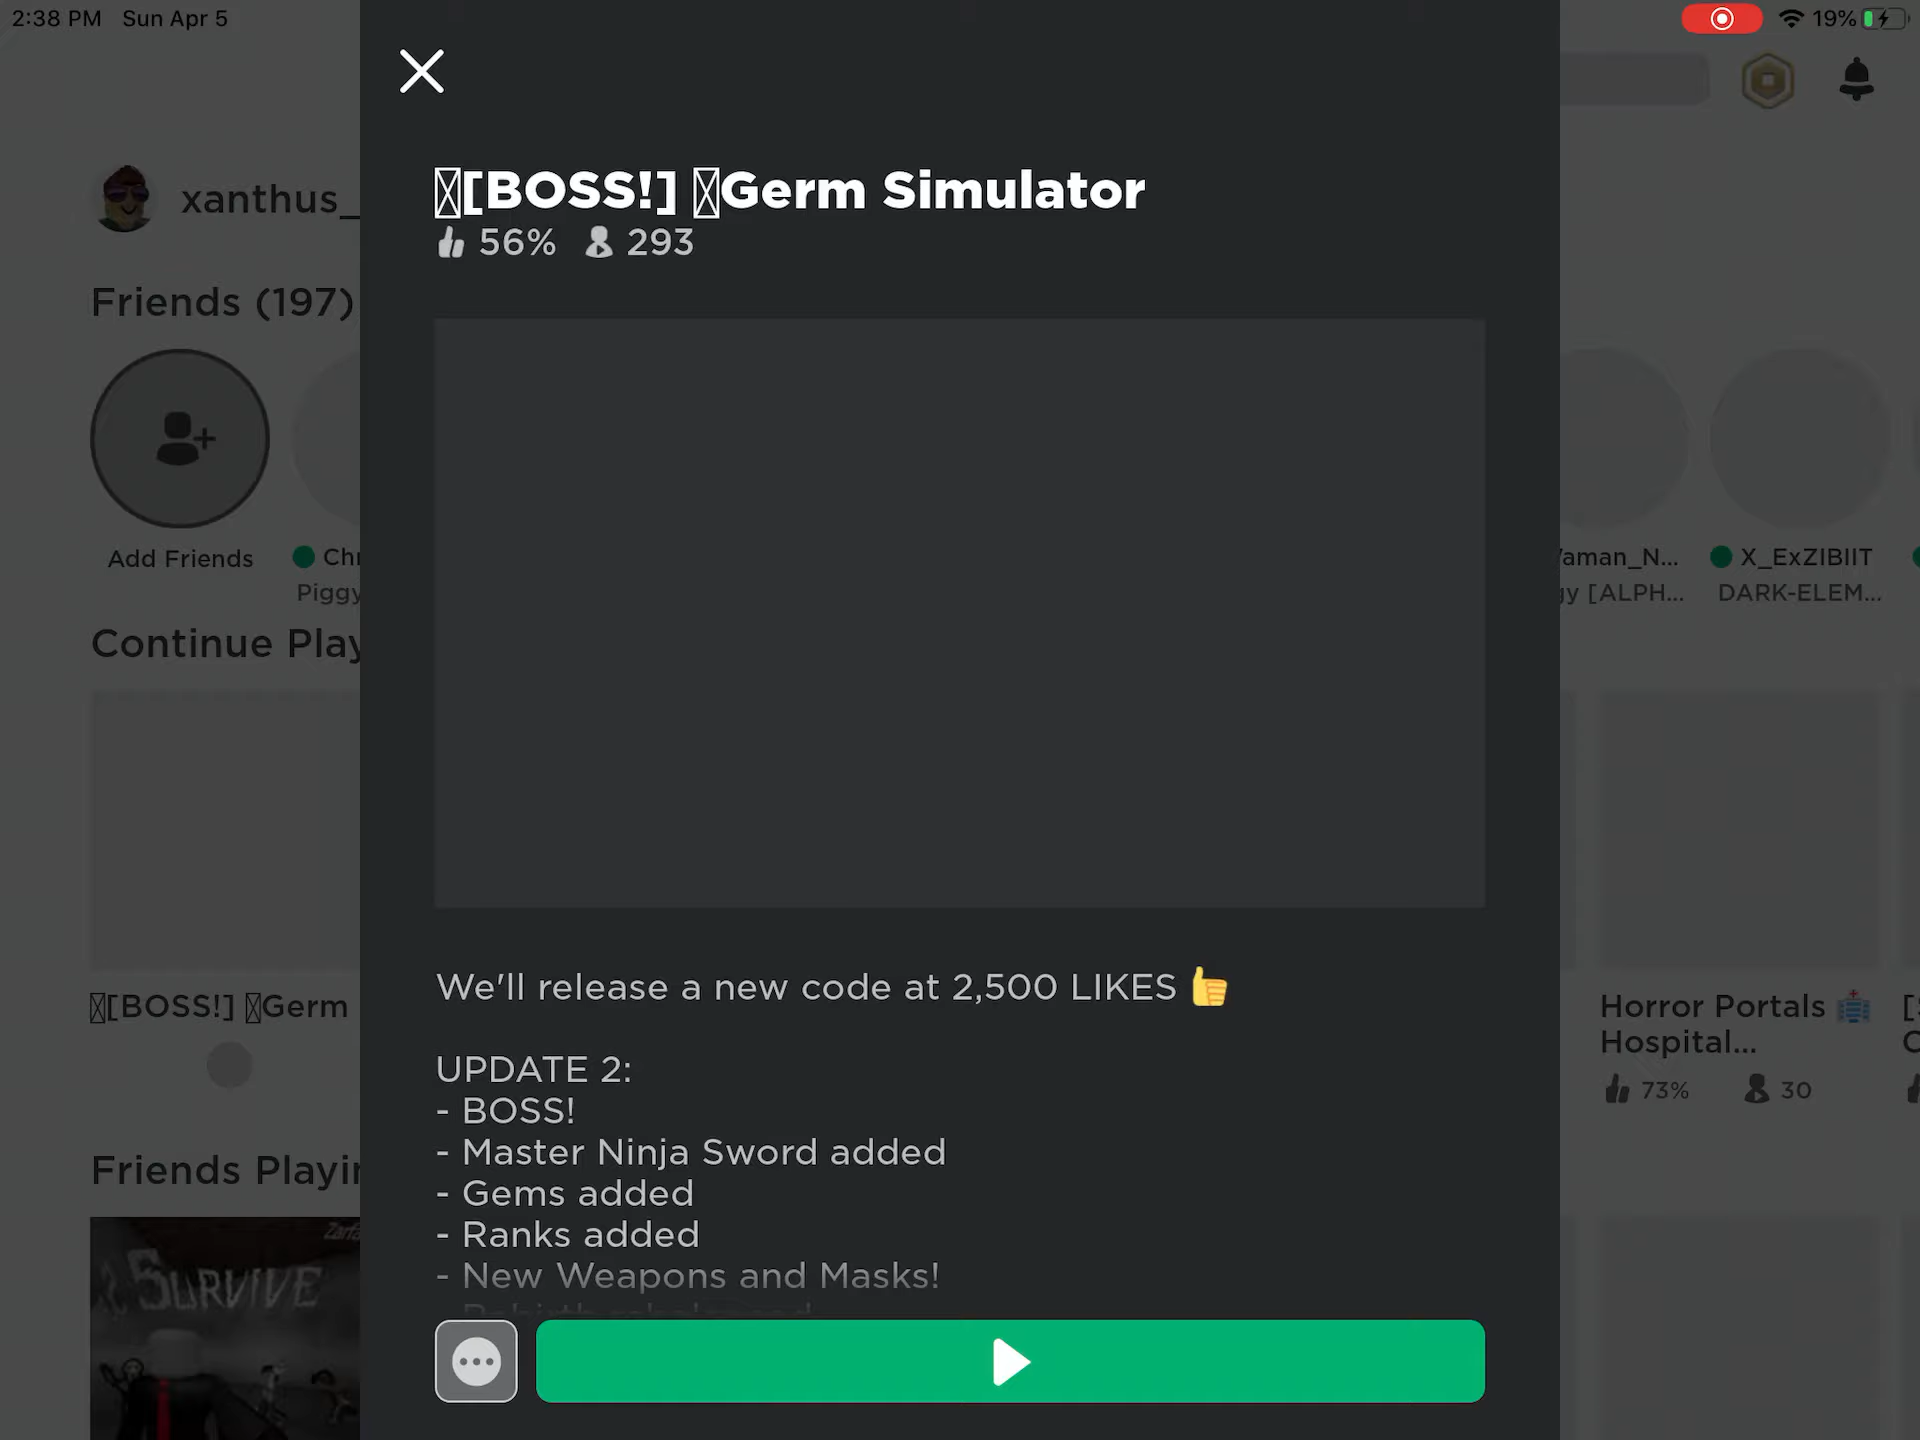 2:38 PM Sun Apr 5
19%
[BOSS!] Germ Simulator
56% 293
xanthus_
Friends (197)
Add Friends
Chr
Piggy
aman_N...
gy [ALPH...
X_ExZIBIIT
DARK-ELEM...
Continue Play
[BOSS!] Germ
We'll release a new code at 2,500 LIKES 👍
UPDATE 2:
- BOSS!
- Master Ninja Sword added
- Gems added
- Ranks added
- New Weapons and Masks!
Horror Portals 🏥
Hospital...
73% 30
Friends Playin
SURVIVE